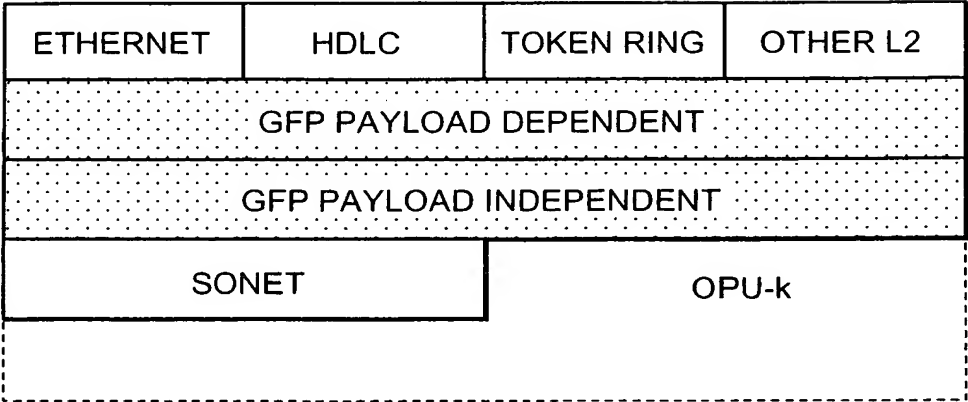 ETHERNET HDLC TOKEN RING OTHER L2
GFP PAYLOAD DEPENDENT
GFP PAYLOAD INDEPENDENT
SONET OPU-k